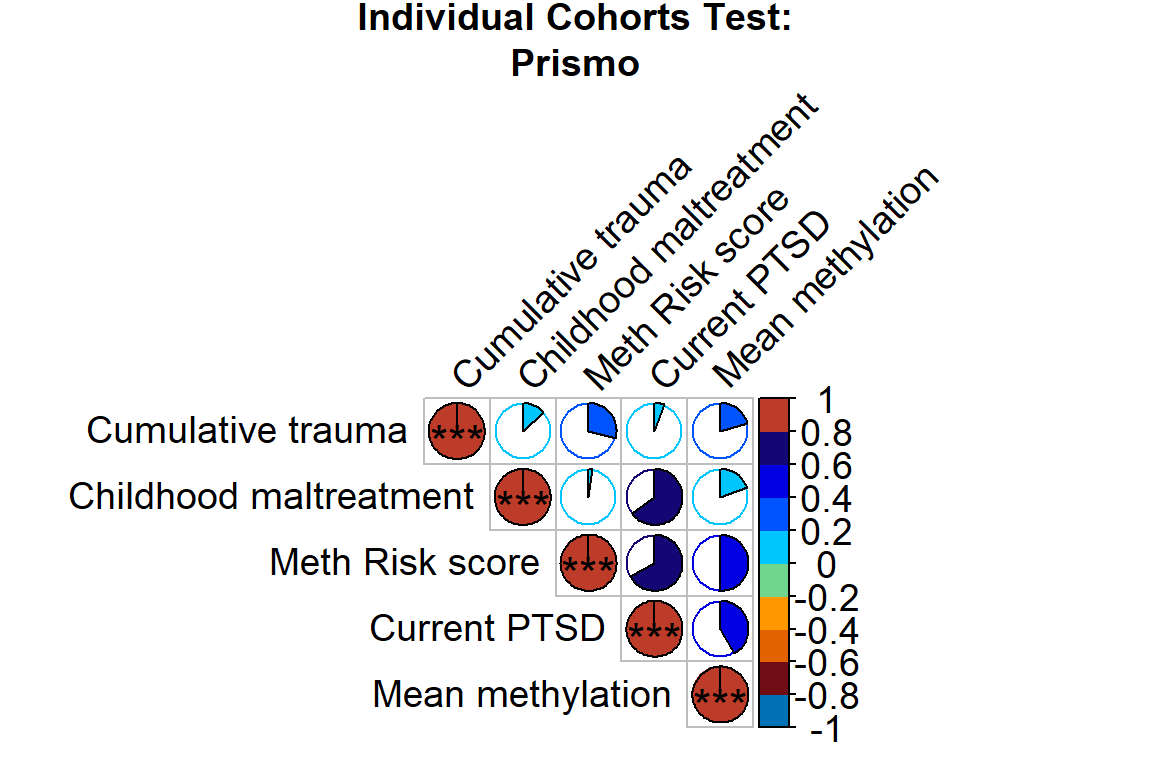 Individual Cohorts Test:
Prismo
Cumulative trauma
Childhood maltreatment
Meth Risk score
Current PTSD
Mean methylation
Cumulative trauma
***
Childhood maltreatment
***
Meth Risk score
***
Current PTSD
***
Mean methylation
***
1
0.8
0.6
0.4
0.2
0
-0.2
-0.4
-0.6
-0.8
-1